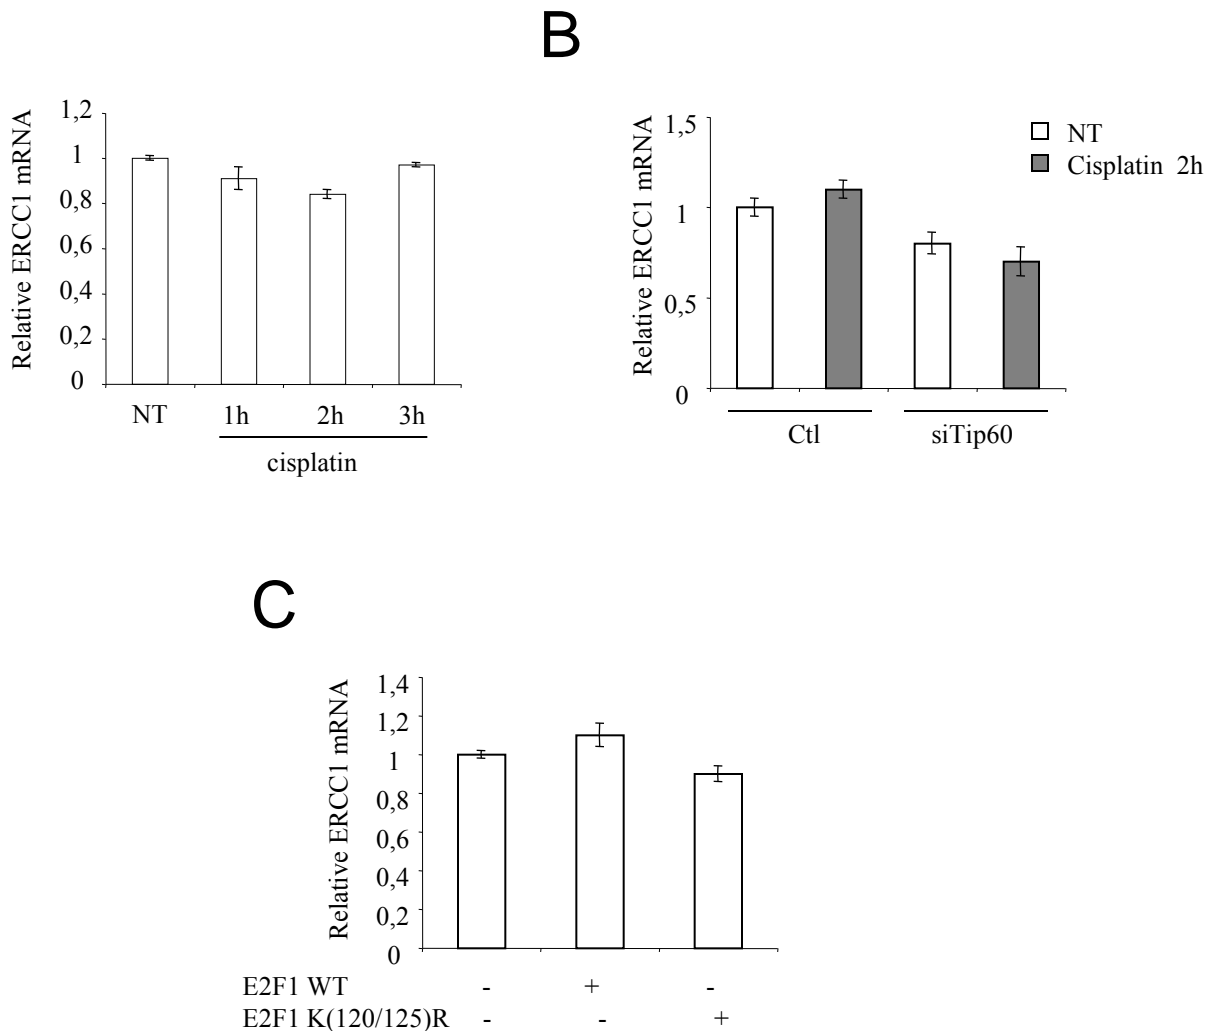 B
Relative ERCC1 mRNA
1,2
1
0,8
0,6
0,4
0,2
0
NT 1h 2h 3h
cisplatin
Relative ERCC1 mRNA
1,5
1
0,5
0
NT
Cisplatin 2h
Ctl siTip60
C
Relative ERCC1 mRNA
1,4
1,2
1
0,8
0,6
0,4
0,2
0
E2F1 WT - + -
E2F1 K(120/125)R - - +